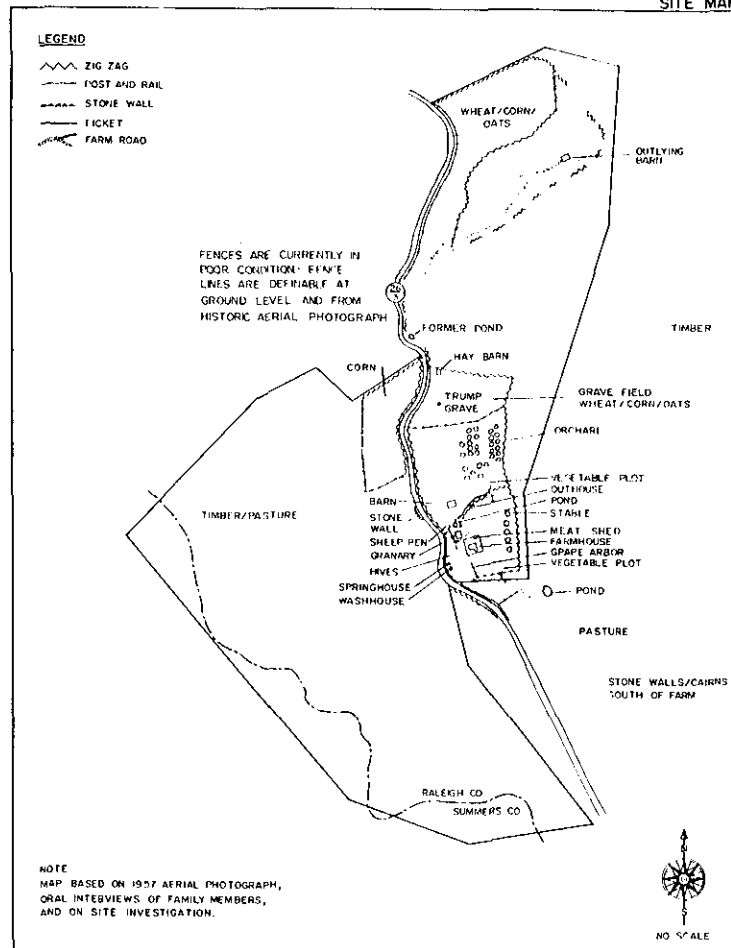 SITE MAP
LEGEND
ZIG ZAG
POST AND RAIL
STONE WALL
PICKET
FARM ROAD
WHEAT/CORN/
OATS
OUTLYING
BARN
FENCES ARE CURRENTLY IN
POOR CONDITION: FENCE
LINES ARE DEFINABLE AT
GROUND LEVEL AND FROM
HISTORIC AERIAL PHOTOGRAPH
FORMER POND
TIMBER
HAY BARN
CORN
TRUMP
GRAVE
GRAVE FIELD
WHEAT/CORN/OATS
ORCHARD
VEGETABLE PLOT
OUTHOUSE
POND
STABLE
MEAT SHED
FARMHOUSE
GRAPE ARBOR
VEGETABLE PLOT
BARN
STONE
WALL
SHEEP PEN
GRANARY
HIVES
SPRINGHOUSE
WASHHOUSE
TIMBER/PASTURE
POND
PASTURE
STONE WALLS/CAIRNS
SOUTH OF FARM
RALEIGH CO
SUMMERS CO
NOTE
MAP BASED ON 1957 AERIAL PHOTOGRAPH,
ORAL INTERVIEWS OF FAMILY MEMBERS,
AND ON SITE INVESTIGATION.
N
S
NO SCALE